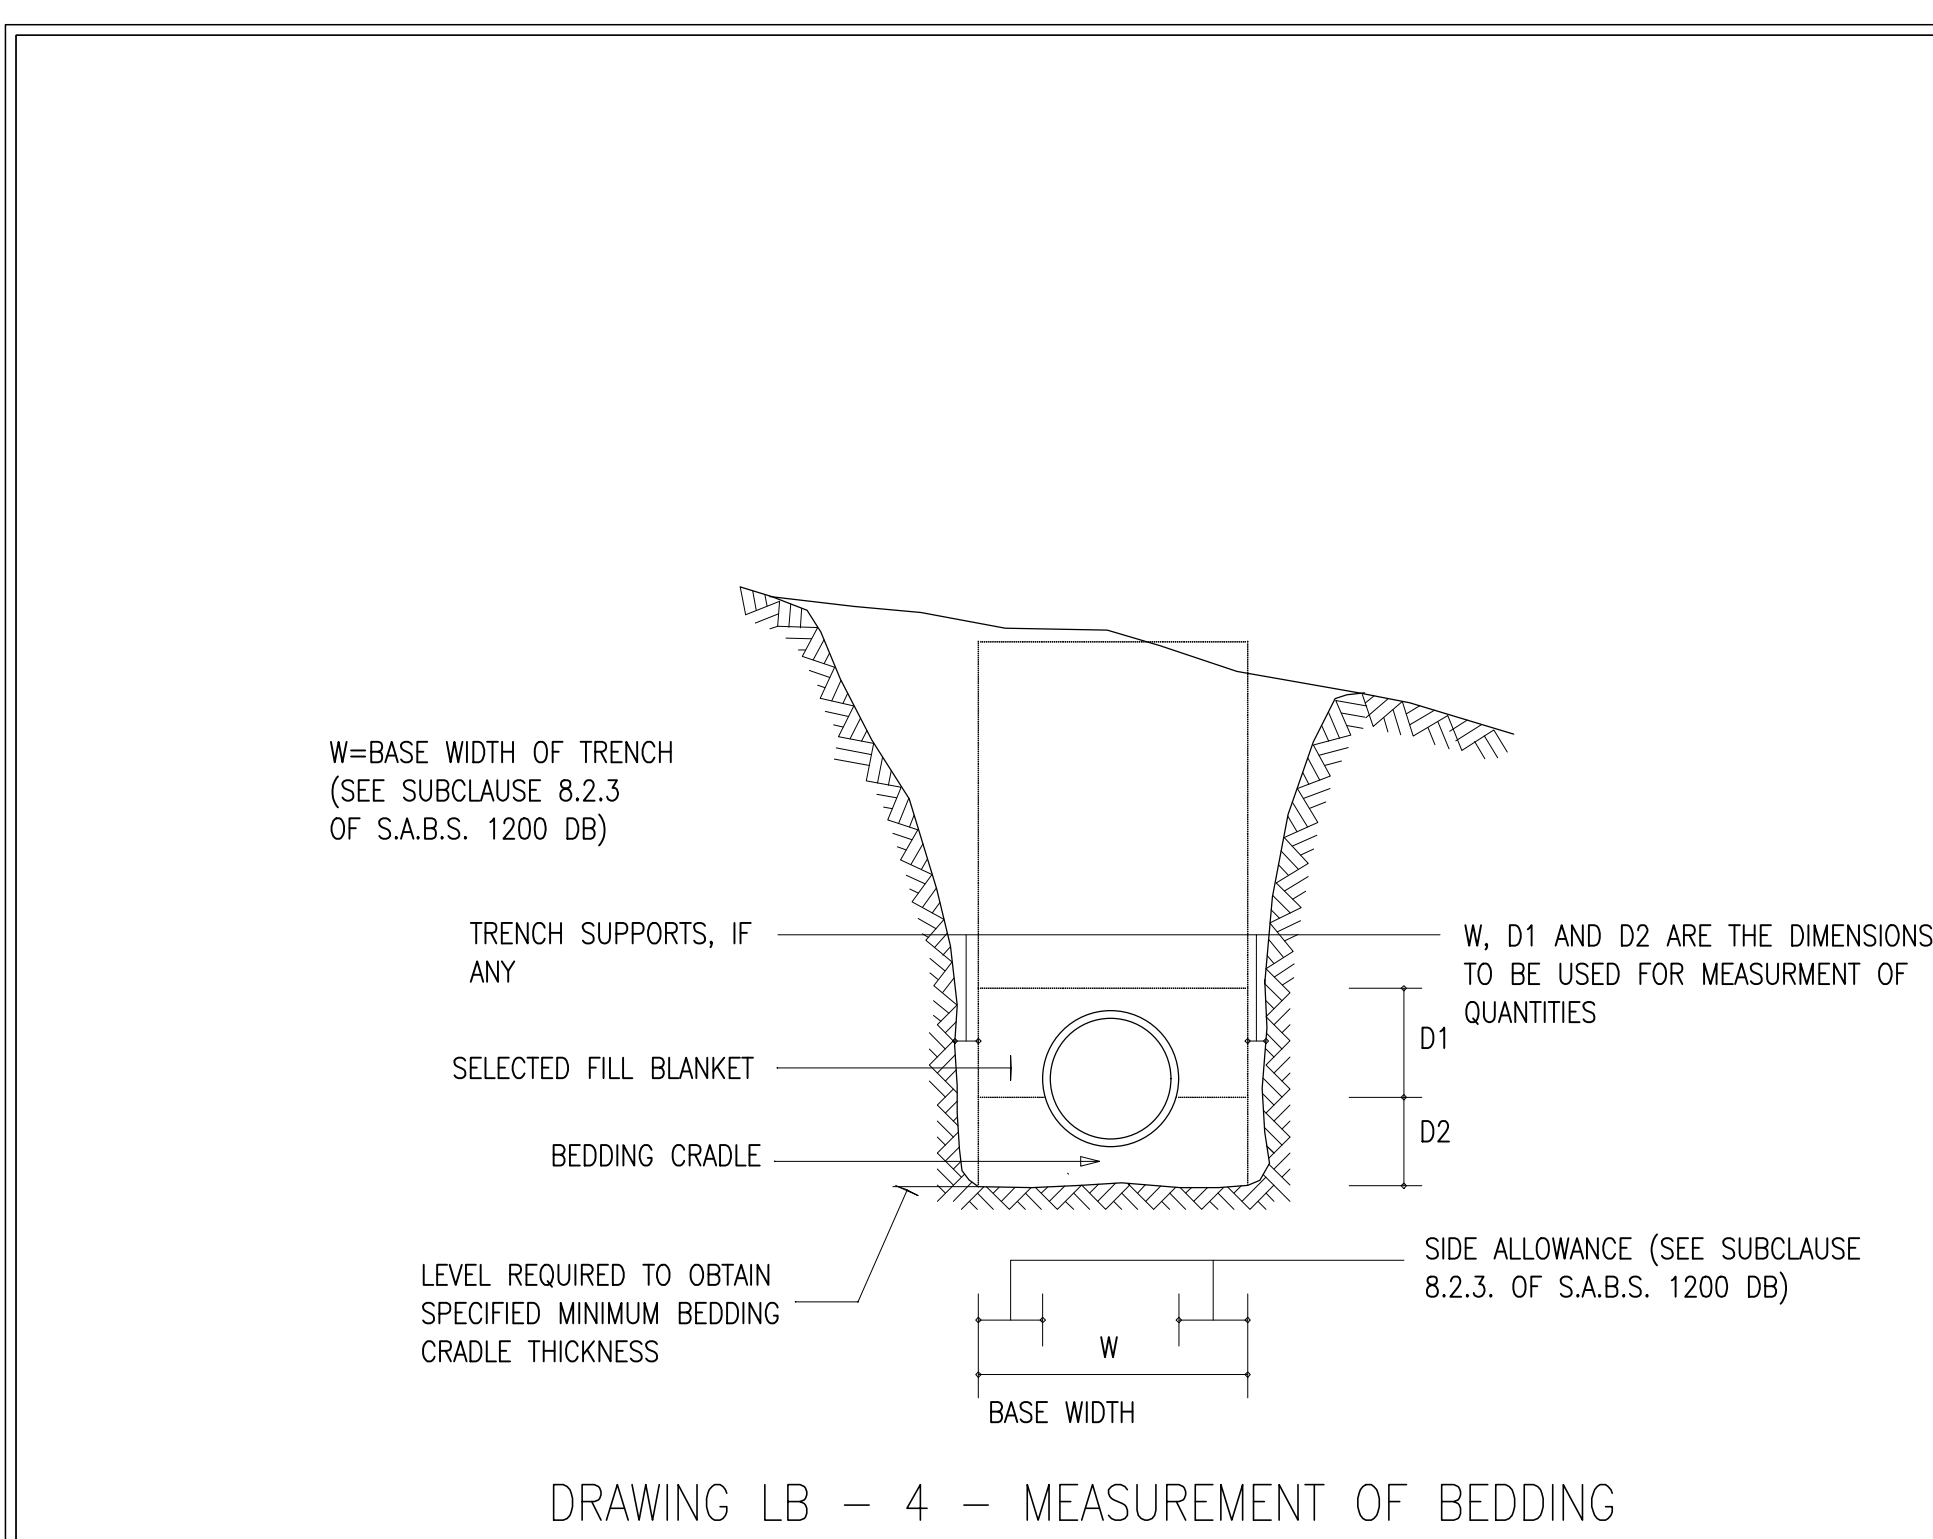 W=BASE WIDTH OF TRENCH
(SEE SUBCLAUSE 8.2.3
OF S.A.B.S. 1200 DB)
TRENCH SUPPORTS, IF
ANY
W, D1 AND D2 ARE THE DIMENSIONS
TO BE USED FOR MEASURMENT OF
QUANTITIES
D1
SELECTED FILL BLANKET
D2
BEDDING CRADLE
SIDE ALLOWANCE (SEE SUBCLAUSE
8.2.3. OF S.A.B.S. 1200 DB)
LEVEL REQUIRED TO OBTAIN
SPECIFIED MINIMUM BEDDING
CRADLE THICKNESS
W
BASE WIDTH
DRAWING LB - 4 - MEASUREMENT OF BEDDING